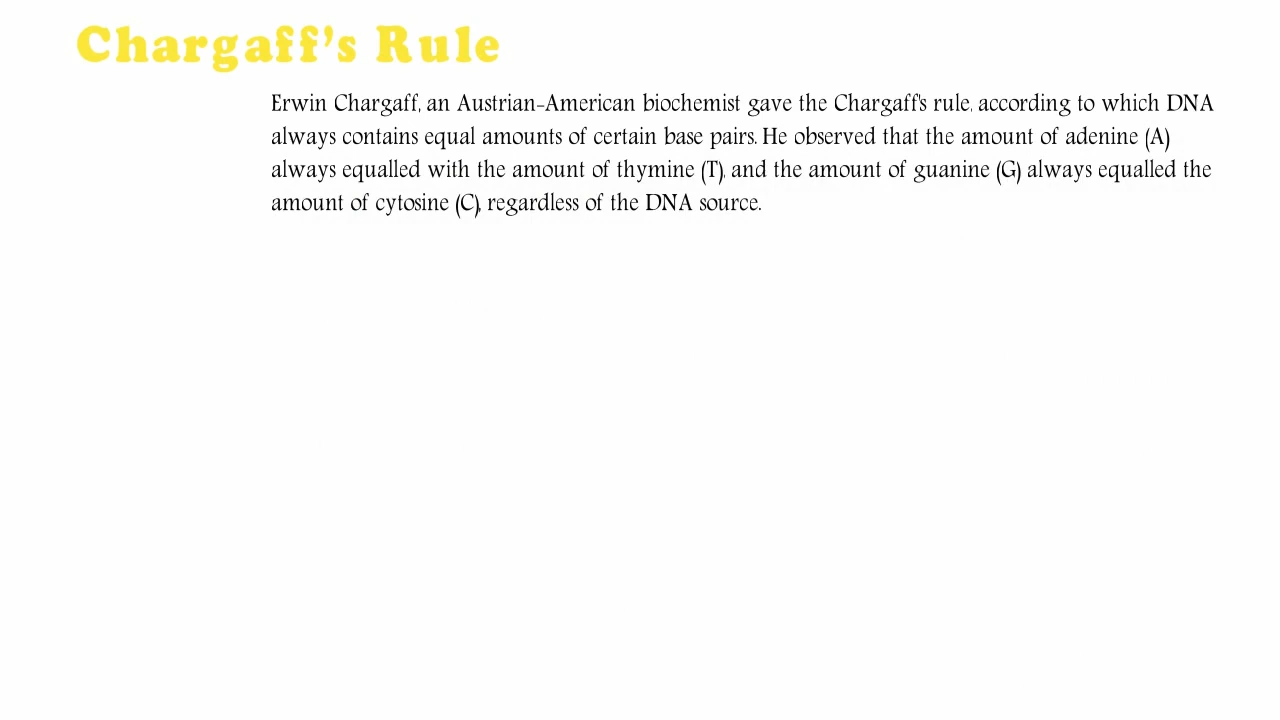 Chargaff's Rule
Erwin Chargaff, an Austrian-American biochemist gave the Chargaff's rule, according to which DNA
always contains equal amounts of certain base pairs. He observed that the amount of adenine (A)
always equalled with the amount of thymine (T), and the amount of guanine (G) always equalled the
amount of cytosine (C), regardless of the DNA source.